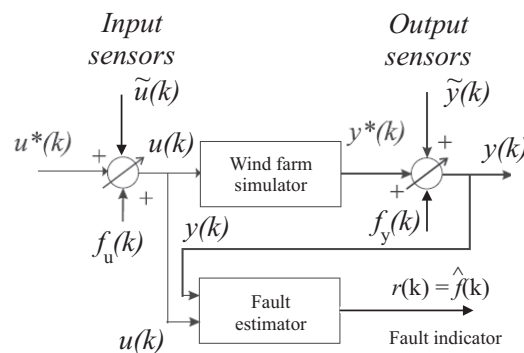 Input sensors
Output sensors
ũ(k)
ỹ(k)
u*(k)
u(k)
y*(k)
y(k)
+
+
+
+
Wind farm simulator
f_u(k)
y(k)
f_y(k)
Fault estimator
r(k) = f̂(k)
u(k)
Fault indicator